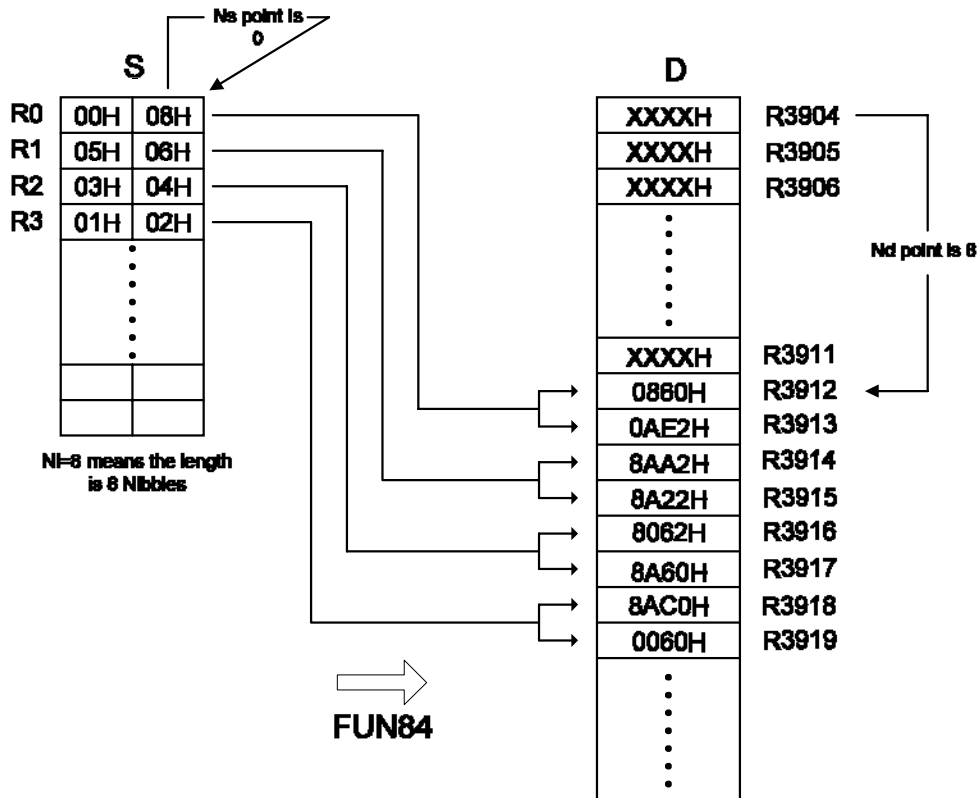 Ns point is
0
S
D
R0 00H 08H
R1 05H 06H
R2 03H 04H
R3 01H 02H
Nl=8 means the length
is 8 Nibbles
XXXXH R3904
XXXXH R3905
XXXXH R3906
Nd point is 8
XXXXH R3911
0860H R3912
0AE2H R3913
8AA2H R3914
8A22H R3915
8062H R3916
8A60H R3917
8AC0H R3918
0060H R3919
FUN84